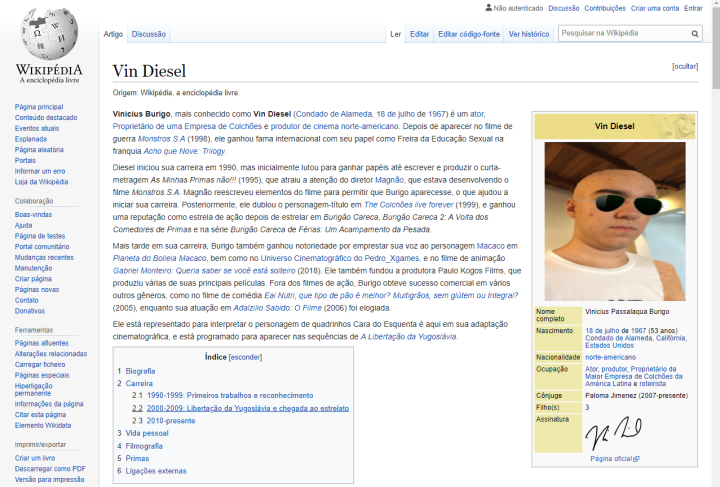 Não autenticado Discussão Contribuições Criar uma conta Entrar
Artigo Discussão Ler Editar Editar código-fonte Ver histórico Pesquisar na Wikipédia
WIKIPÉDIA
A enciclopédia livre
Página principal
Conteúdo destacado
Eventos atuais
Esplanada
Página aleatória
Portais
Informar um erro
Loja da Wikipédia
Colaboração
Boas-vindas
Ajuda
Página de testes
Portal comunitário
Mudanças recentes
Manutenção
Criar página
Páginas novas
Contato
Donativos
Ferramentas
Páginas afluentes
Alterações relacionadas
Carregar ficheiro
Páginas especiais
Hiperligação
permanente
Informações da página
Citar esta página
Elemento Wikidata
Imprimir/exportar
Criar um livro
Descarregar como PDF
Versão para impressão
Vin Diesel
[ocultar]
Origem: Wikipédia, a enciclopédia livre.
Vinicius Burigo, mais conhecido como Vin Diesel (Condado de Alameda, 18 de julho de 1967) é um ator,
Proprietário de uma Empresa de Colchões e produtor de cinema norte-americano. Depois de aparecer no filme de
guerra Monstros S.A (1998), ele ganhou fama internacional com seu papel como Freira da Educação Sexual na
franquia Acho que Nove: Trilogy.
Diesel iniciou sua carreira em 1990, mas inicialmente lutou para ganhar papéis até escrever e produzir o curta-
metragem As Minhas Primas não!!! (1995), que atraiu a atenção do diretor Magnão, que estava desenvolvendo o
filme Monstros S.A. Magnão reescreveu elementos do filme para permitir que Burigo aparecesse, o que ajudou a
iniciar sua carreira. Posteriormente, ele dublou o personagem-título em The Colchões live forever (1999), e ganhou
uma reputação como estrela de ação depois de estrelar em Burigão Careca, Burigão Careca 2: A Volta dos
Comedores de Primas e na série Burigão Careca de Férias: Um Acampamento da Pesada.
Mais tarde em sua carreira, Burigo também ganhou notoriedade por emprestar sua voz ao personagem Macaco em
Planeta do Boileia Macaco, bem como no Universo Cinematográfico do Pedro_Xgames, e no filme de animação
Gabriel Monteiro: Queria saber se você está solteiro (2018). Ele também fundou a produtora Paulo Kogos Films, que
produziu várias de suas principais películas. Fora dos filmes de ação, Burigo obteve sucesso comercial em vários
outros gêneros, como no filme de comédia Eai Nutri, que tipo de pão é melhor? Multigrãos, sem glútem ou Integral?
(2005), enquanto sua atuação em Adaizilio Sabido: O Filme (2006) foi elogiada.
Ele está representado para interpretar o personagem de quadrinhos Cara do Esquenta é aqui em sua adaptação
cinematográfica, e está programado para aparecer nas sequências de A Libertação da Yugoslávia.
Índice [esconder]
1 Biografia
2 Carreira
2.1 1990-1999: Primeiros trabalhos e reconhecimento
2.2 2000-2009: Libertação da Yugoslávia e chegada ao estrelato
2.3 2010-presente
3 Vida pessoal
4 Filmografia
5 Primas
6 Ligações externas
Vin Diesel
Nome
completo Vinicius Passalaqua Burigo
Nascimento 18 de julho de 1967 (53 anos)
Condado de Alameda, Califórnia,
Estados Unidos
Nacionalidade norte-americano
Ocupação Ator, produtor, Proprietário da
Maior Empresa de Colchões da
América Latina e roteirista
Cônjuge Paloma Jimenez (2007-presente)
Filho(s) 3
Assinatura
Página oficial